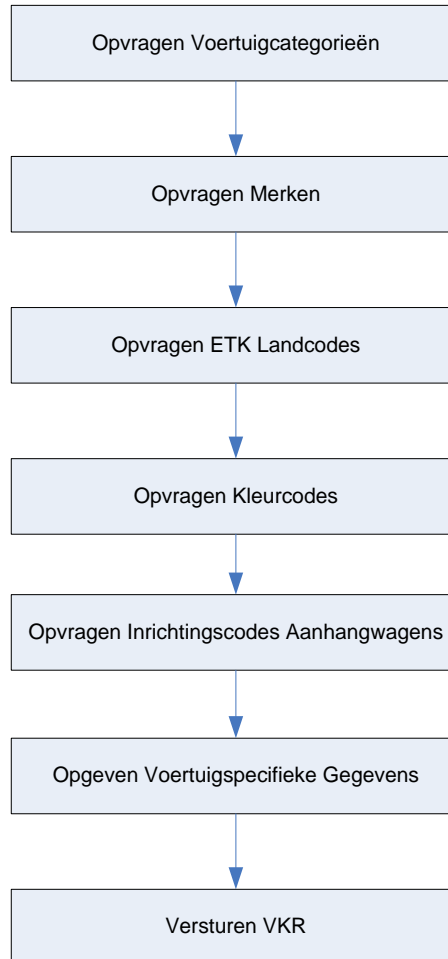 Opvragen Voertuigcategorieën
Opvragen Merken
Opvragen ETK Landcodes
Opvragen Kleurcodes
Opvragen Inrichtingscodes Aanhangwagens
Opgeven Voertuigspecifieke Gegevens
Versturen VKR